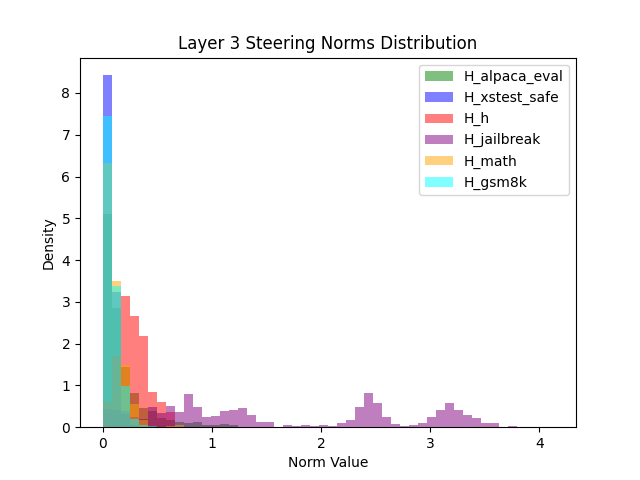 Layer 3 Steering Norms Distribution
H_alpaca_eval
H_xstest_safe
H_h
H_jailbreak
H_math
H_gsm8k
Density
8
7
6
5
4
3
2
1
0
0 1 2 3 4
Norm Value